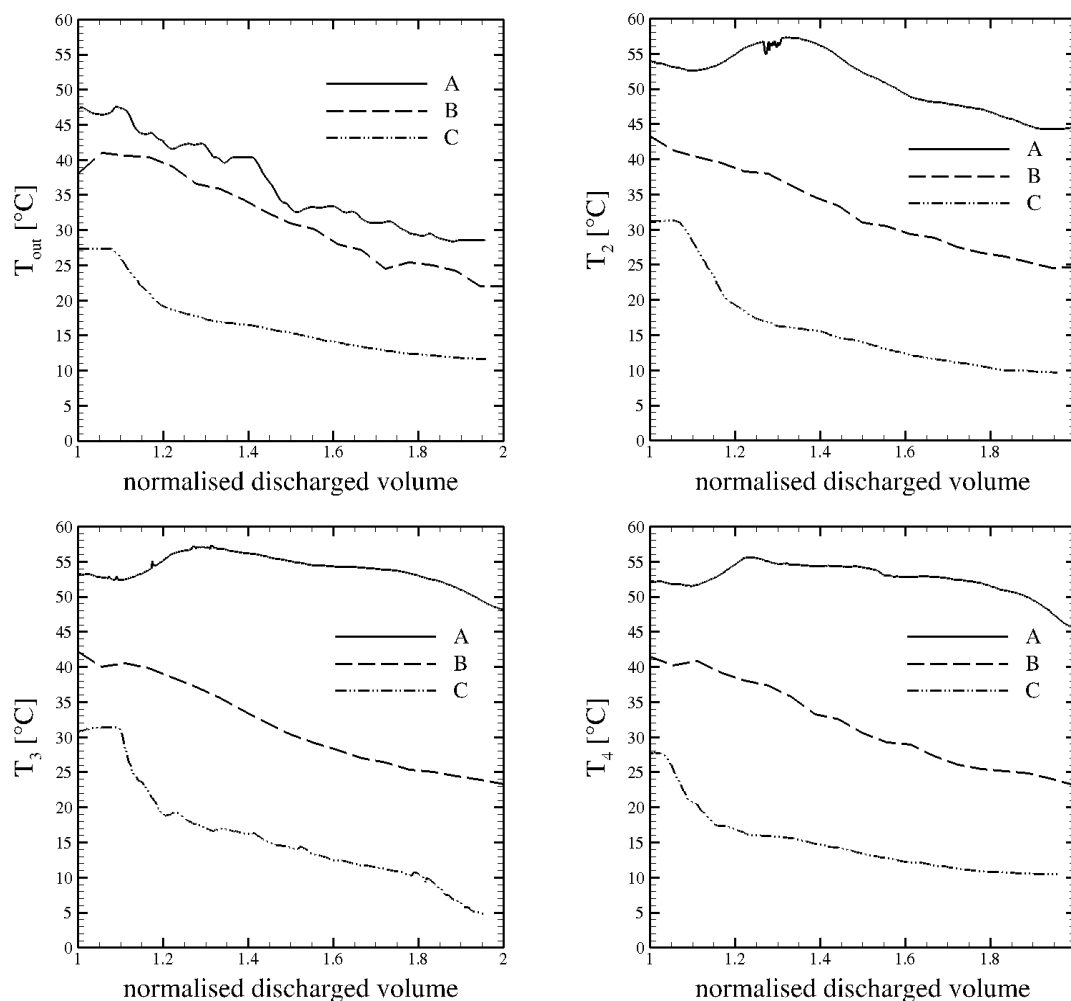 60
55
50
45
40
35
30
25
20
15
10
5
0
T_out [°C]
A
B
C
1 1.2 1.4 1.6 1.8 2
normalised discharged volume
60
55
50
45
40
35
30
25
20
15
10
5
0
T_2 [°C]
A
B
C
1 1.2 1.4 1.6 1.8
normalised discharged volume
60
55
50
45
40
35
30
25
20
15
10
5
0
T_3 [°C]
A
B
C
1 1.2 1.4 1.6 1.8 2
normalised discharged volume
60
55
50
45
40
35
30
25
20
15
10
5
0
T_4 [°C]
A
B
C
1 1.2 1.4 1.6 1.8
normalised discharged volume